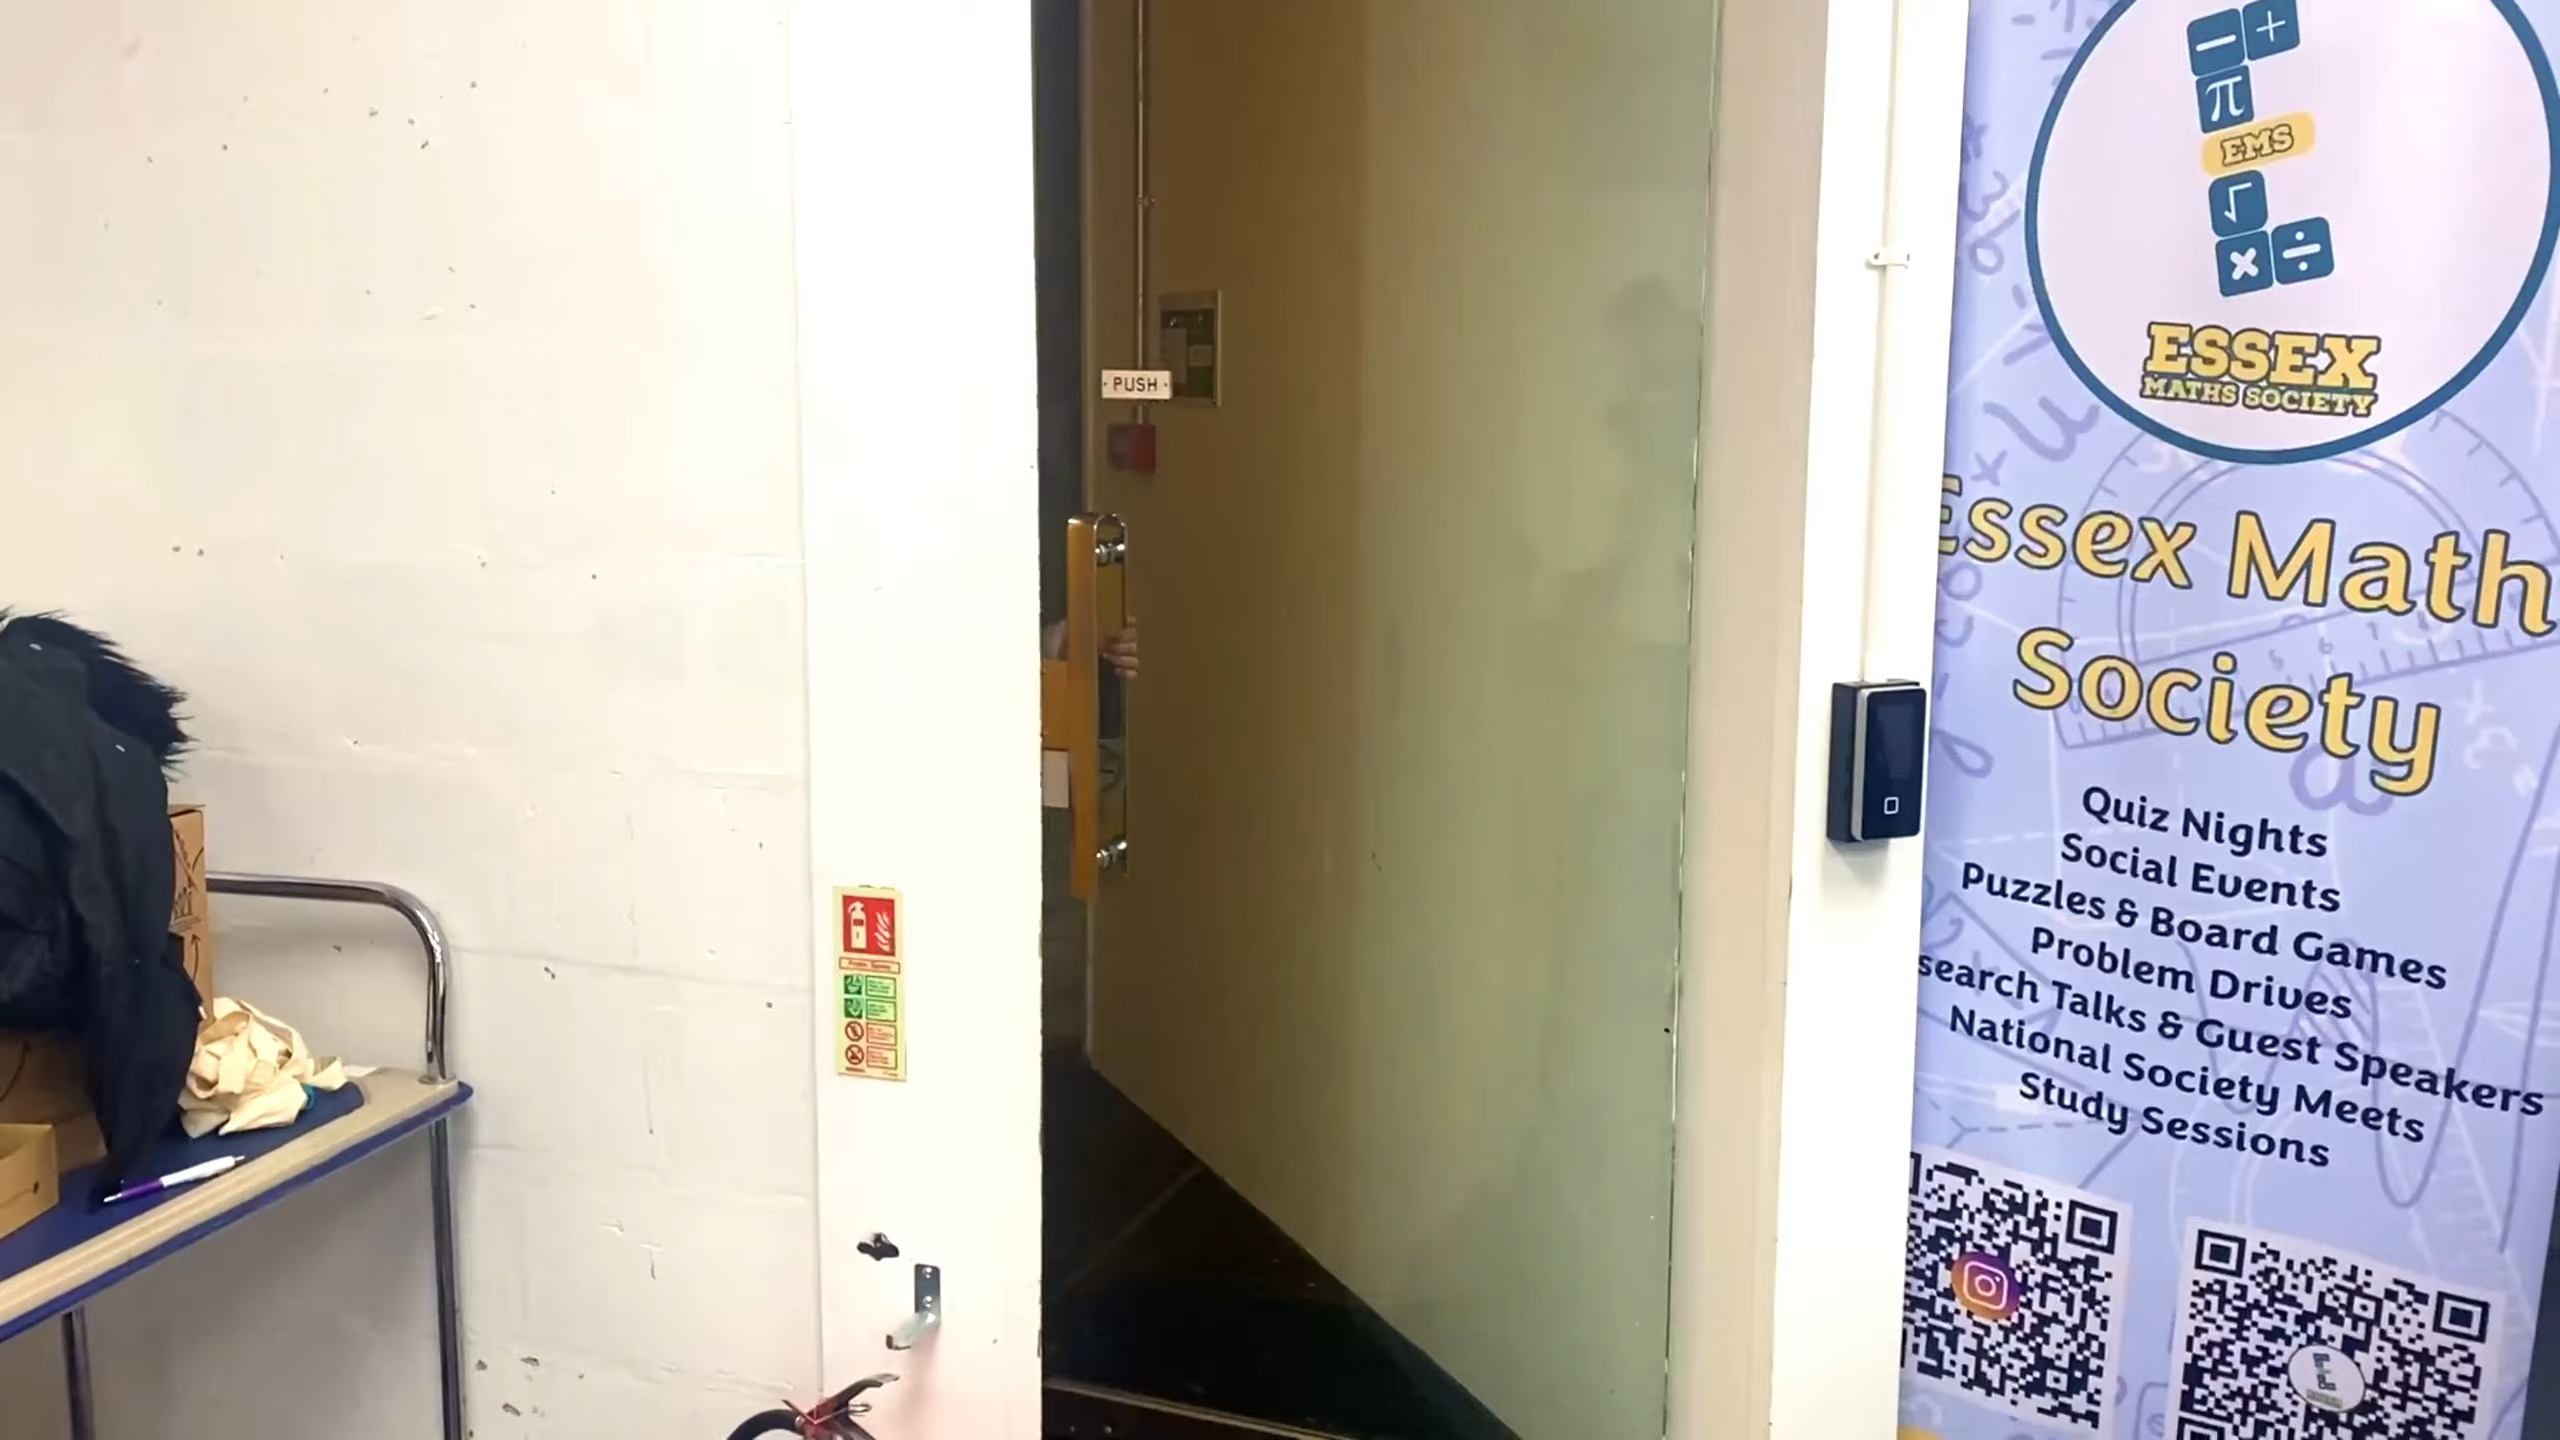 PUSH
− +
π
EMS
√
× ÷
ESSEX
MATHS SOCIETY
Essex Math
Society
Quiz Nights
Social Events
Puzzles & Board Games
Problem Drives
search Talks & Guest Speakers
National Society Meets
Study Sessions